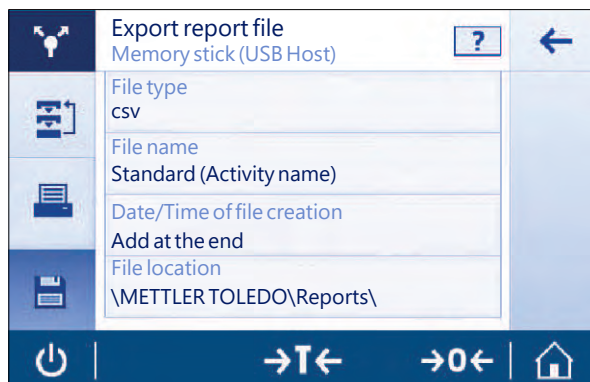 Export report file
Memory stick (USB Host)
?
File type
csv
File name
Standard (Activity name)
Date/Time of file creation
Add at the end
File location
\METTLER TOLEDO\Reports\
→T←
→0←